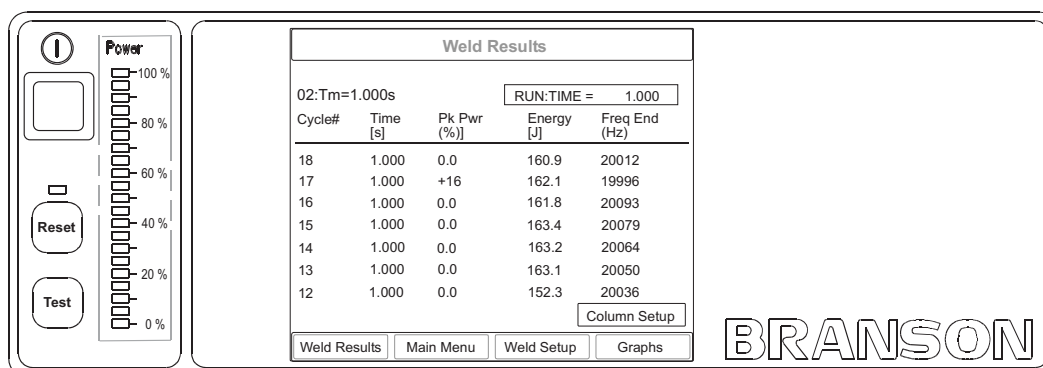 Power
100 %
80 %
60 %
40 %
20 %
0 %
Reset
Test
Weld Results
02:Tm=1.000s RUN:TIME = 1.000
Cycle# Time [s] Pk Pwr (%)] Energy [J] Freq End (Hz)
18 1.000 0.0 160.9 20012
17 1.000 +16 162.1 19996
16 1.000 0.0 161.8 20093
15 1.000 0.0 163.4 20079
14 1.000 0.0 163.2 20064
13 1.000 0.0 163.1 20050
12 1.000 0.0 152.3 20036
Column Setup
Weld Results Main Menu Weld Setup Graphs
BRANSON